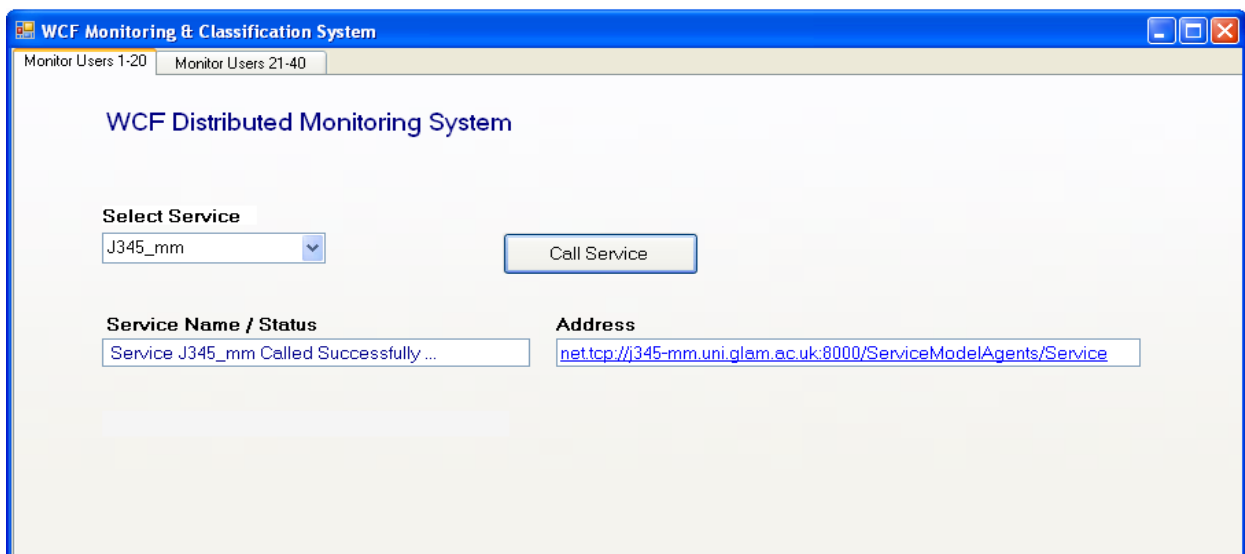 WCF Monitoring & Classification System
Monitor Users 1-20 Monitor Users 21-40
WCF Distributed Monitoring System
Select Service
J345_mm
Call Service
Service Name / Status Address
Service J345_mm Called Successfully ... net.tcp://j345-mm.uni.glam.ac.uk:8000/ServiceModelAgents/Service